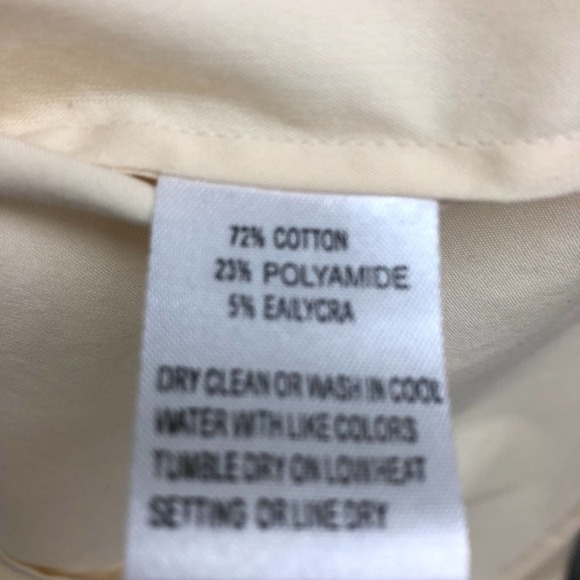 72% COTTON
23% POLYAMIDE
5% EAILYCRA
DRY CLEAN OR WASH IN COOL
WATER WITH LIKE COLORS
TUMBLE DRY ON LOW HEAT
SETTING OR LINE DRY